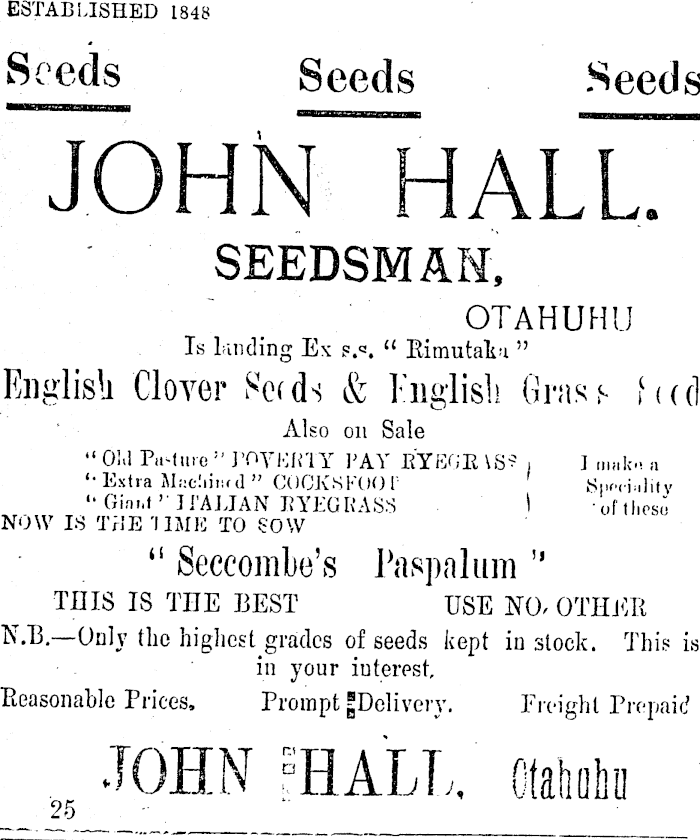 ESTABLISHED 1848
Seeds Seeds Seeds
JOHN HALL.
SEEDSMAN,
OTAHUHU
Is landing Ex s.s. "Rimutaka"
English Clover Seeds & English Grass Seed
Also on Sale
"Old Pasture" POVERTY PAY RYEGRASS } I make a
"Extra Machined" COCKSFOOT } Speciality
"Giant" ITALIAN RYEGRASS } of these
NOW IS THE TIME TO SOW
"Seccombe's Paspalum"
THIS IS THE BEST USE NO OTHER
N.B.—Only the highest grades of seeds kept in stock. This is
in your interest.
Reasonable Prices. Prompt Delivery. Freight Prepaid
JOHN HALL, Otahuhu
25